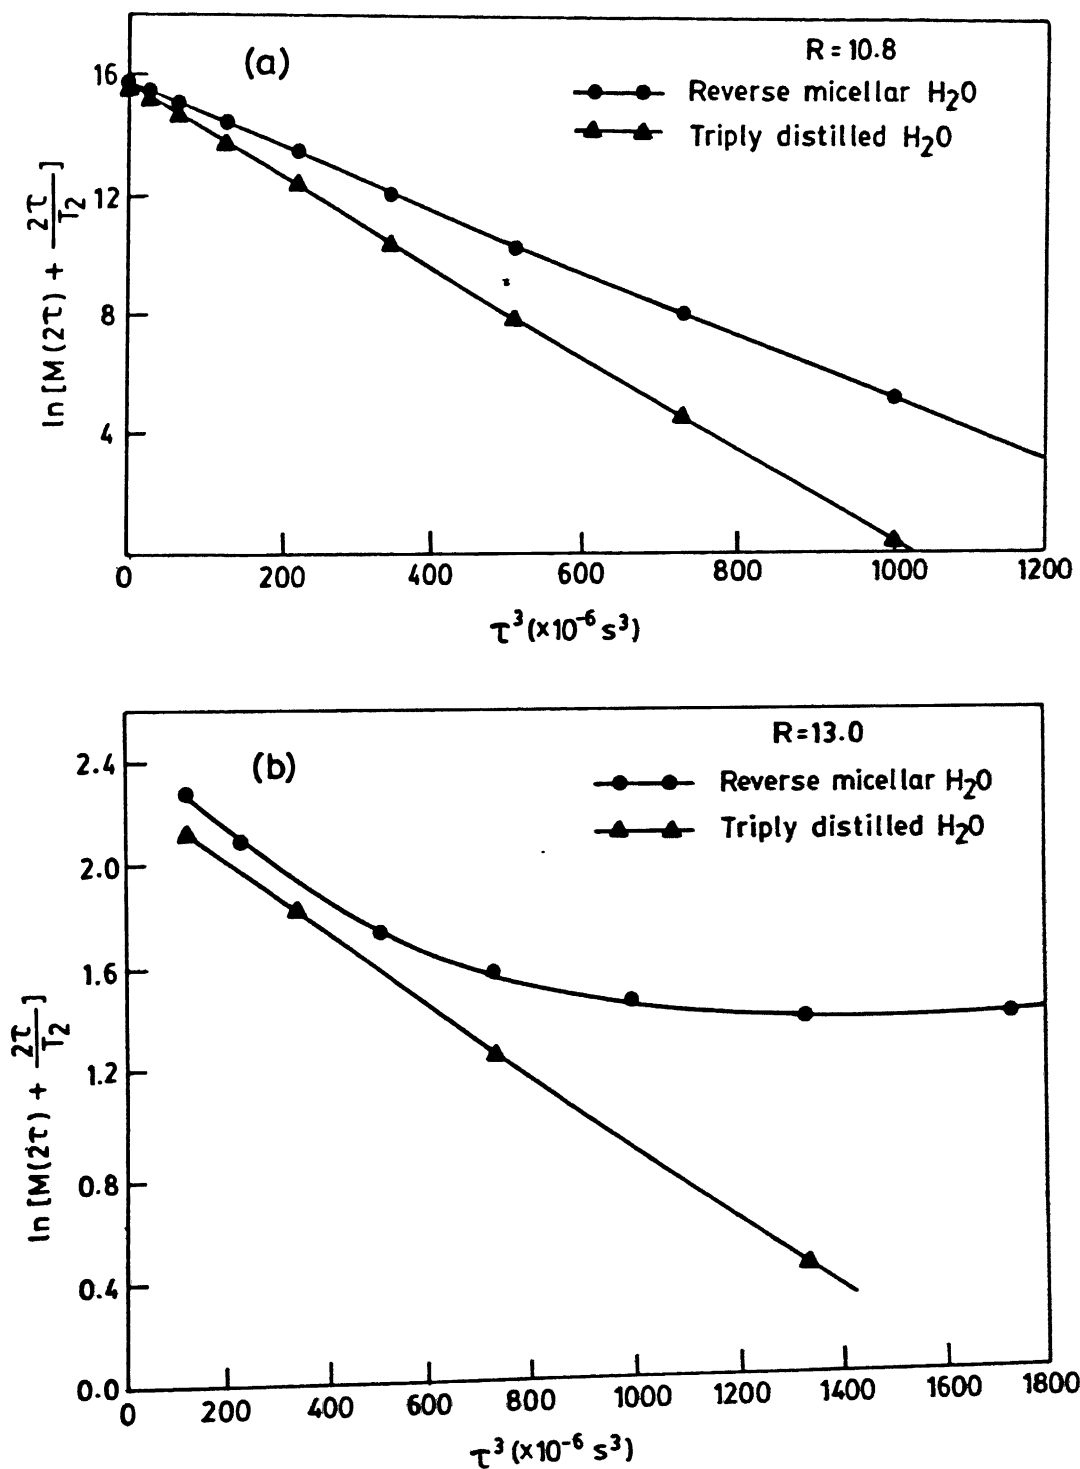 (a)
R = 10.8
Reverse micellar H2O
Triply distilled H2O
ln [M(2τ) + 2τ/T2]
16
12
8
4
0 200 400 600 800 1000 1200
τ³ (×10⁻⁶ s³)
(b)
R = 13.0
Reverse micellar H2O
Triply distilled H2O
ln [M(2τ) + 2τ/T2]
2.4
2.0
1.6
1.2
0.8
0.4
0.0
0 200 400 600 800 1000 1200 1400 1600 1800
τ³ (×10⁻⁶ s³)